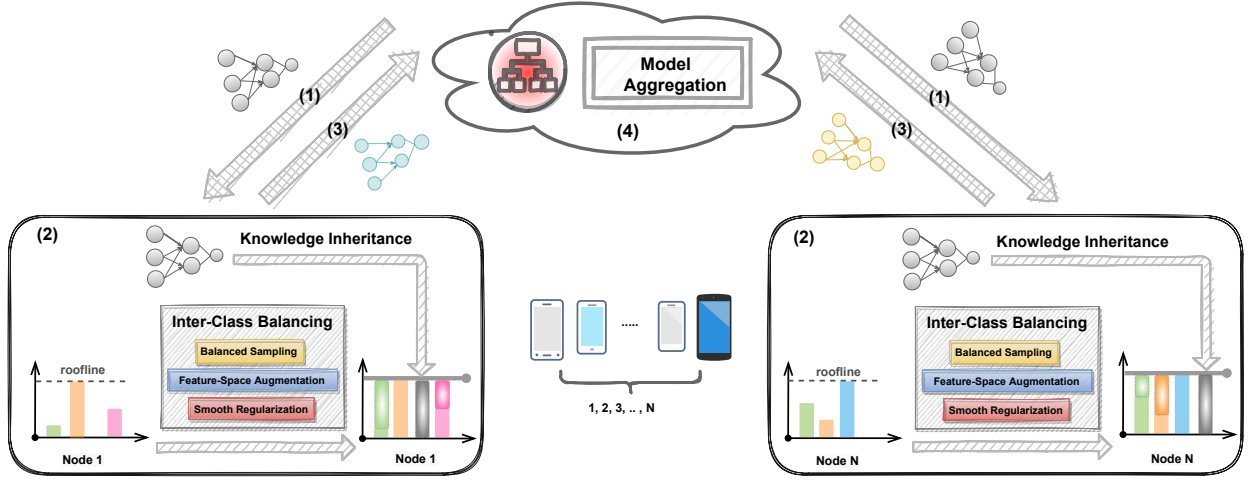 Model
Aggregation
(4)
(1)
(3)
(1)
(3)
(2)
Knowledge Inheritance
Inter-Class Balancing
Balanced Sampling
Feature-Space Augmentation
Smooth Regularization
roofline
Node 1
Node 1
.....
1, 2, 3, .. , N
(2)
Knowledge Inheritance
Inter-Class Balancing
Balanced Sampling
Feature-Space Augmentation
Smooth Regularization
roofline
Node N
Node N